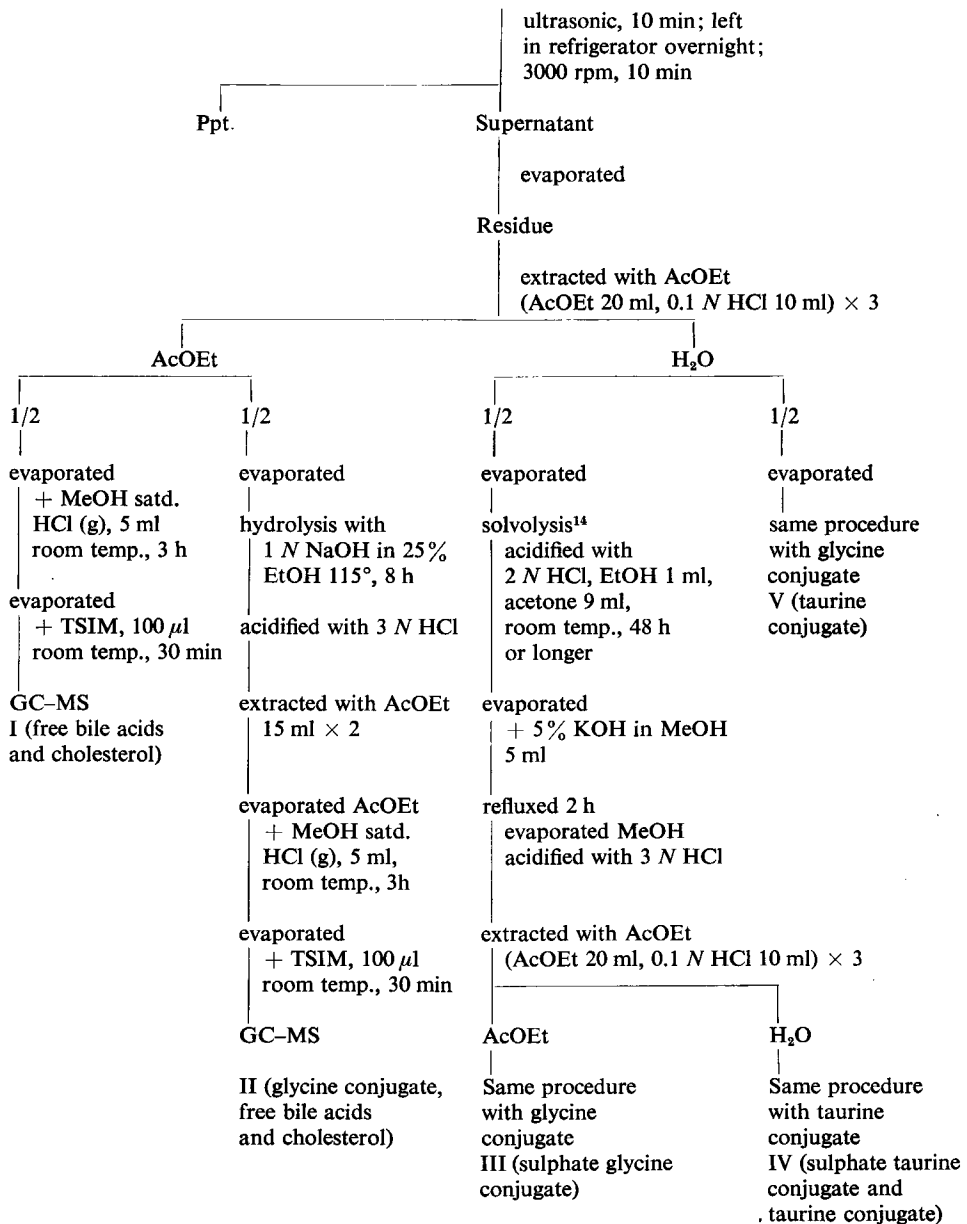 ultrasonic, 10 min; left
in refrigerator overnight;
3000 rpm, 10 min
Ppt.
Supernatant
evaporated
Residue
extracted with AcOEt
(AcOEt 20 ml, 0.1 N HCl 10 ml) × 3
AcOEt
H₂O
1/2
evaporated
+ MeOH satd.
HCl (g), 5 ml
room temp., 3 h
evaporated
+ TSIM, 100 μl
room temp., 30 min
GC–MS
I (free bile acids
and cholesterol)
1/2
evaporated
hydrolysis with
1 N NaOH in 25%
EtOH 115°, 8 h
acidified with 3 N HCl
extracted with AcOEt
15 ml × 2
evaporated AcOEt
+ MeOH satd.
HCl (g), 5 ml,
room temp., 3h
evaporated
+ TSIM, 100 μl
room temp., 30 min
GC–MS
II (glycine conjugate,
free bile acids
and cholesterol)
1/2
evaporated
solvolysis¹⁴
acidified with
2 N HCl, EtOH 1 ml,
acetone 9 ml,
room temp., 48 h
or longer
evaporated
+ 5% KOH in MeOH
5 ml
refluxed 2 h
evaporated MeOH
acidified with 3 N HCl
extracted with AcOEt
(AcOEt 20 ml, 0.1 N HCl 10 ml) × 3
AcOEt
Same procedure
with glycine
conjugate
III (sulphate glycine
conjugate)
H₂O
Same procedure
with taurine
conjugate
IV (sulphate taurine
conjugate and
taurine conjugate)
1/2
evaporated
same procedure
with glycine
conjugate
V (taurine
conjugate)